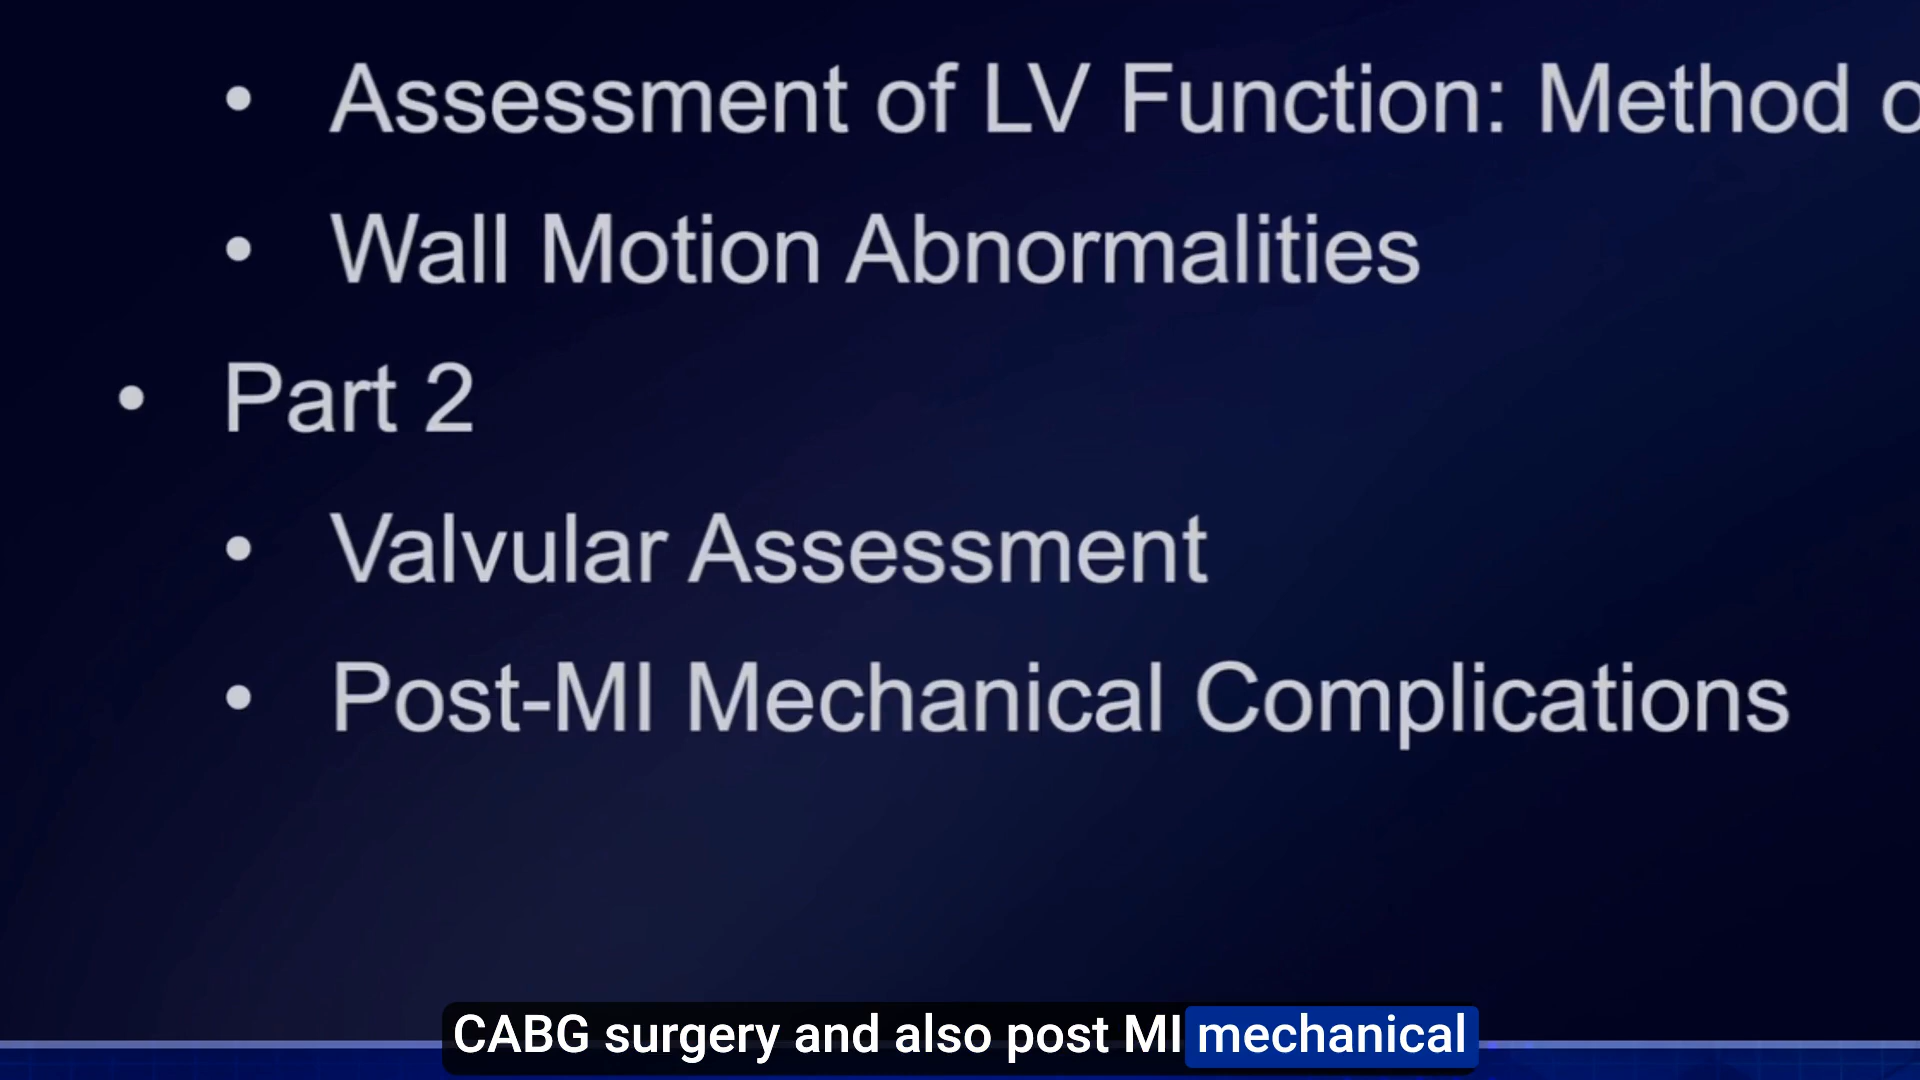 • Assessment of LV Function: Method
• Wall Motion Abnormalities
• Part 2
• Valvular Assessment
• Post-MI Mechanical Complications
CABG surgery and also post MI mechanical